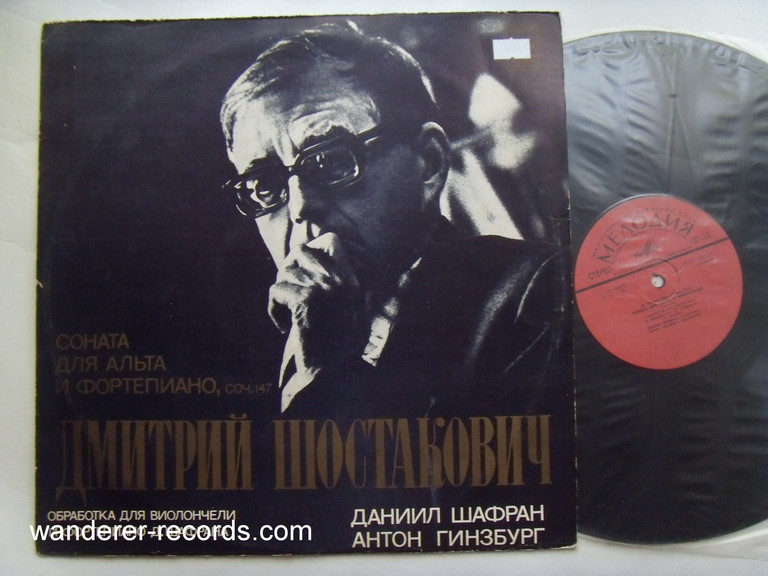 СОНАТА
ДЛЯ АЛЬТА
И ФОРТЕПИАНО, СОЧ.147
ДМИТРИЙ ШОСТАКОВИЧ
ОБРАБОТКА ДЛЯ ВИОЛОНЧЕЛИ
wanderer-records.com
ДАНИИЛ ШАФРАН
АНТОН ГИНЗБУРГ
МЕЛОДИЯ